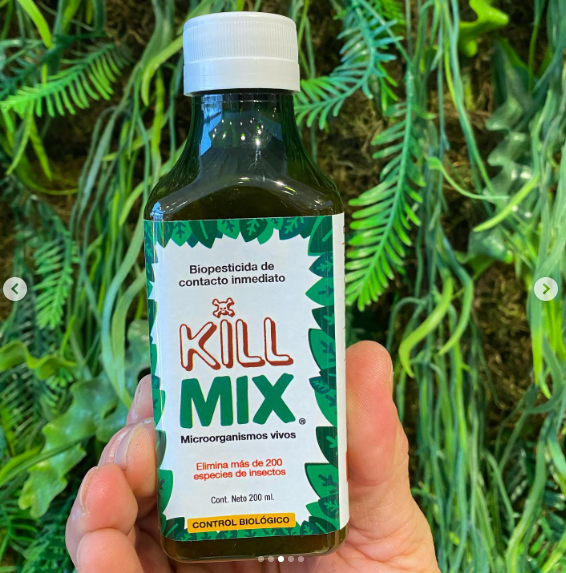 Biopesticida de
contacto inmediato
KILL
MIX®
Microorganismos vivos
Elimina más de 200
especies de insectos
Cont. Neto 200 ml.
CONTROL BIOLÓGICO